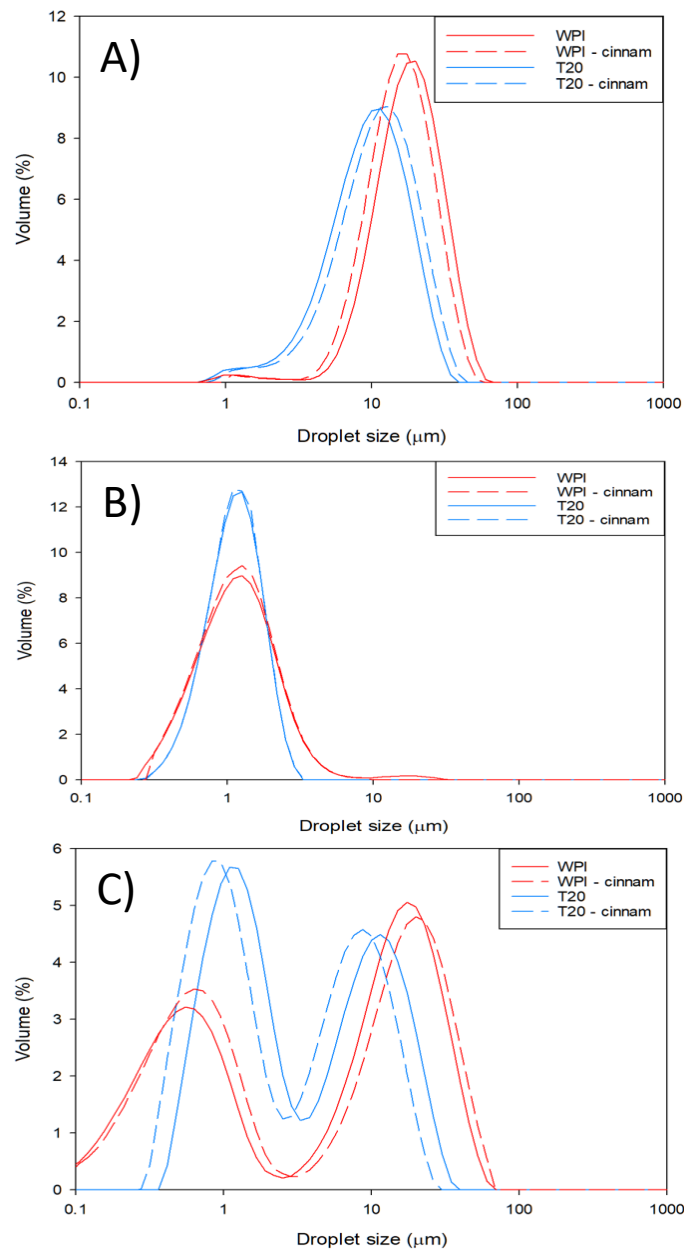 A)
WPI
WPI - cinnam
T20
T20 - cinnam
12
10
8
6
4
2
0
Volume (%)
0.1 1 10 100 1000
Droplet size (μm)
B)
WPI
WPI - cinnam
T20
T20 - cinnam
14
12
10
8
6
4
2
0
Volume (%)
0.1 1 10 100 1000
Droplet size (μm)
C)
WPI
WPI - cinnam
T20
T20 - cinnam
6
5
4
3
2
1
0
Volume (%)
0.1 1 10 100 1000
Droplet size (μm)